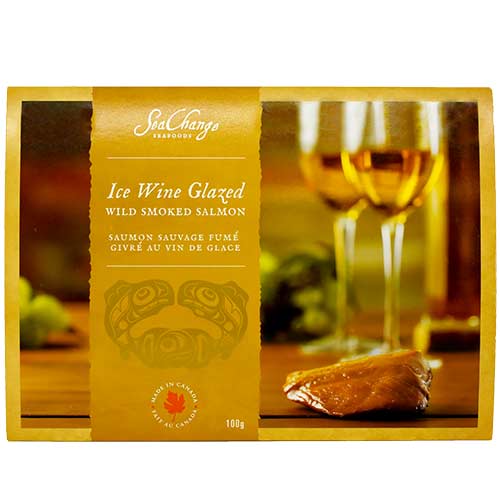 SeaChange
SEAFOODS
Ice Wine Glazed
WILD SMOKED SALMON
SAUMON SAUVAGE FUMÉ
GIVRÉ AU VIN DE GLACE
MADE IN CANADA
FAIT AU CANADA
100g